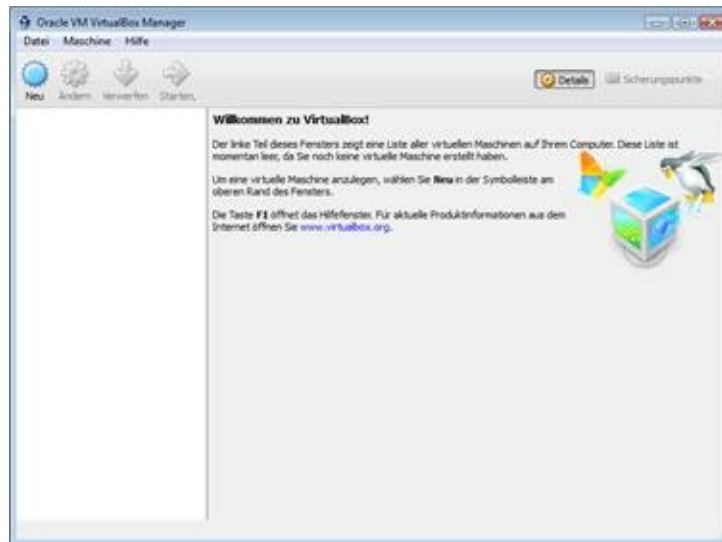 Oracle VM VirtualBox Manager
Datei Maschine Hilfe
Neu Ändern Verwerfen Starten.
Details Sicherungspunkte
Willkommen zu VirtualBox!
Der linke Teil dieses Fensters zeigt eine Liste aller virtuellen Maschinen auf Ihrem Computer. Diese Liste ist
momentan leer, da Sie noch keine virtuelle Maschine erstellt haben.
Um eine virtuelle Maschine anzulegen, wählen Sie Neu in der Symbolleiste am
oberen Rand des Fensters.
Die Taste F1 öffnet das Hilfefenster. Für aktuelle Produktinformationen aus dem
Internet öffnen Sie www.virtualbox.org.